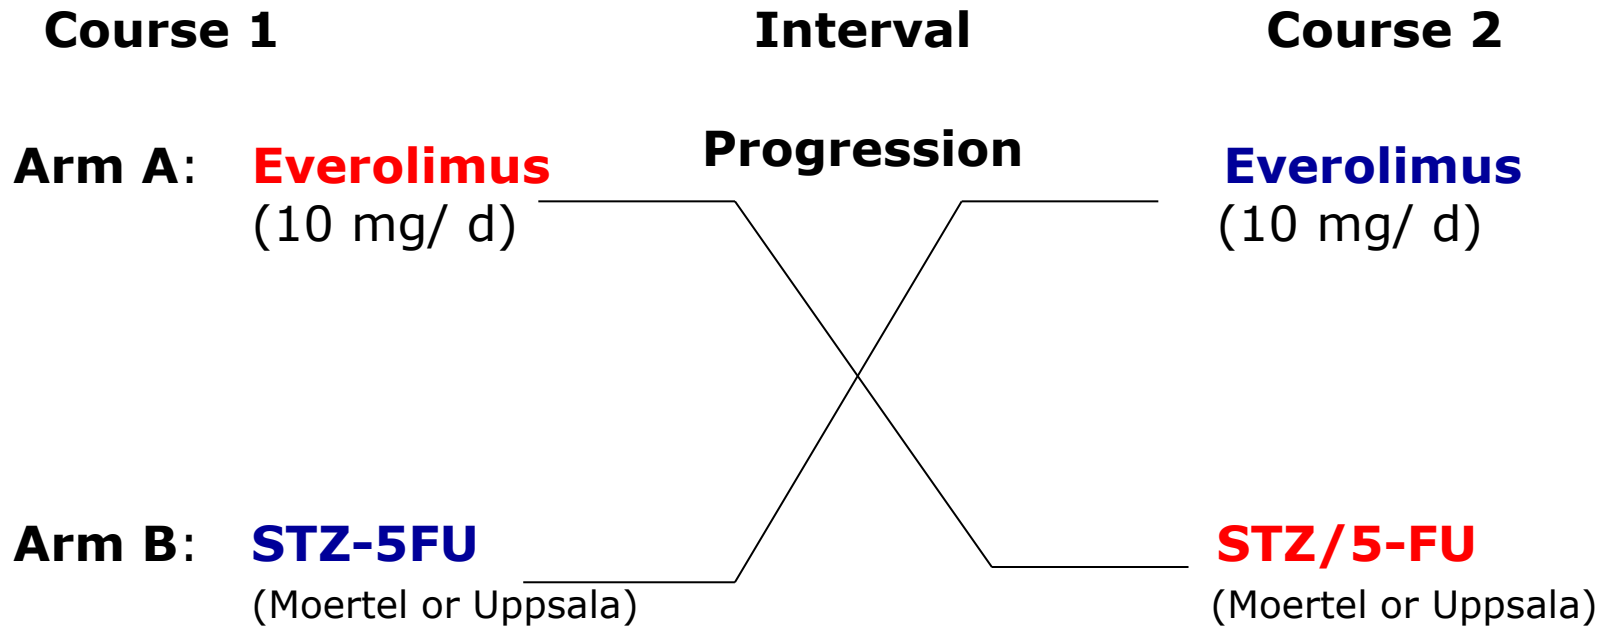 Course 1 Interval Course 2
Progression
Arm A: Everolimus Everolimus
(10 mg/ d) (10 mg/ d)
Arm B: STZ-5FU STZ/5-FU
(Moertel or Uppsala) (Moertel or Uppsala)